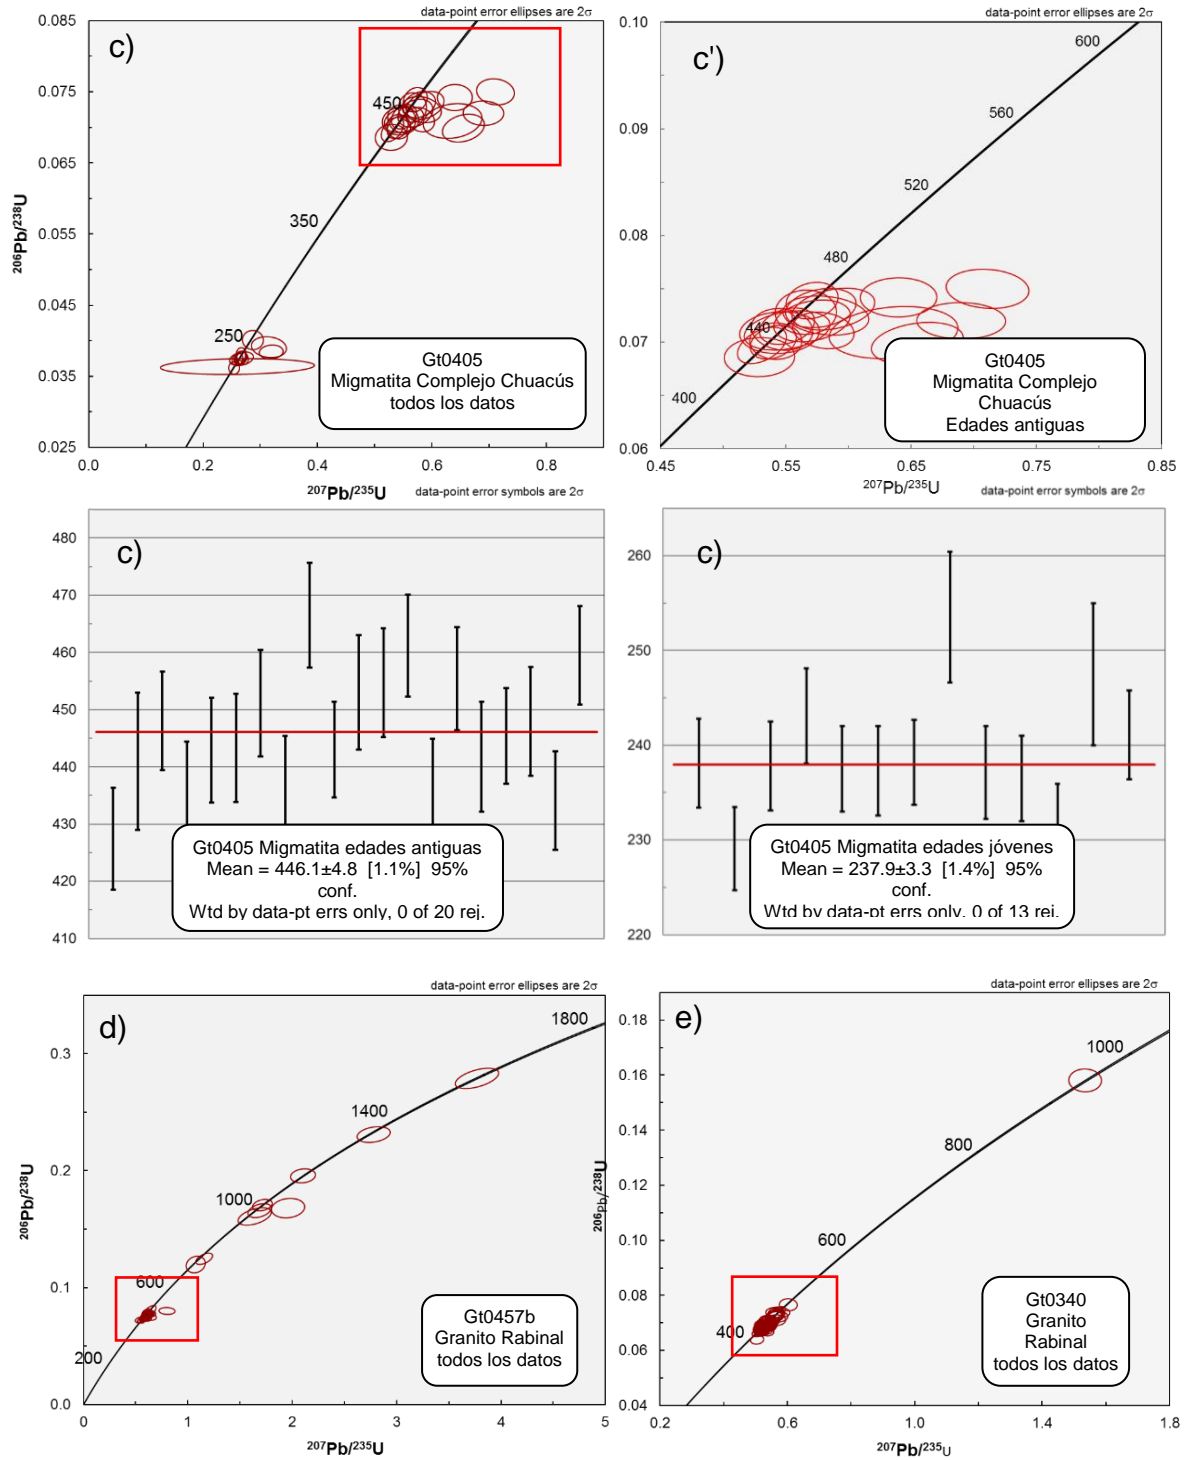 data-point error ellipses are 2σ
c)
0.085
0.075
0.065
0.055
0.045
0.035
0.025
450
350
250
206Pb/238U
Gt0405
Migmatita Complejo Chuacús
todos los datos
0.0
0.2
0.4
0.6
0.8
207Pb/235U
data-point error ellipses are 2σ
c')
0.10
0.09
0.08
0.07
0.06
600
560
520
480
440
400
Gt0405
Migmatita Complejo
Chuacús
Edades antiguas
0.45
0.55
0.65
0.75
0.85
207Pb/235U
data-point error symbols are 2σ
c)
480
470
460
450
440
430
420
410
Gt0405 Migmatita edades antiguas
Mean = 446.1±4.8 [1.1%] 95%
conf.
Wtd by data-pt errs only, 0 of 20 rej.
data-point error symbols are 2σ
c)
260
250
240
230
220
Gt0405 Migmatita edades jóvenes
Mean = 237.9±3.3 [1.4%] 95%
conf.
Wtd by data-pt errs only, 0 of 13 rej.
data-point error ellipses are 2σ
d)
0.3
0.2
0.1
0.0
1800
1400
1000
600
200
206Pb/238U
Gt0457b
Granito Rabinal
todos los datos
0
1
2
3
4
5
207Pb/235U
data-point error ellipses are 2σ
e)
0.18
0.16
0.14
0.12
0.10
0.08
0.06
0.04
1000
800
600
400
206Pb/238U
Gt0340
Granito
Rabinal
todos los datos
0.2
0.6
1.0
1.4
1.8
207Pb/235U